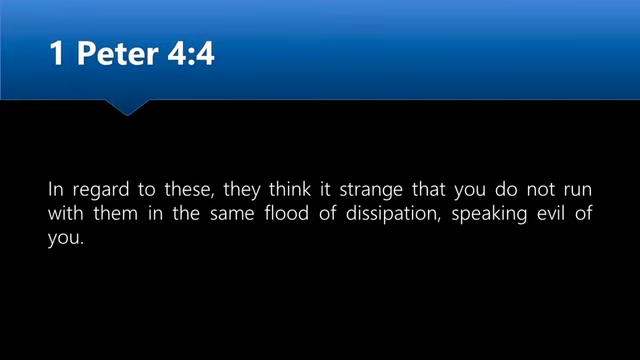 1 Peter 4:4
In regard to these, they think it strange that you do not run
with them in the same flood of dissipation, speaking evil of
you.